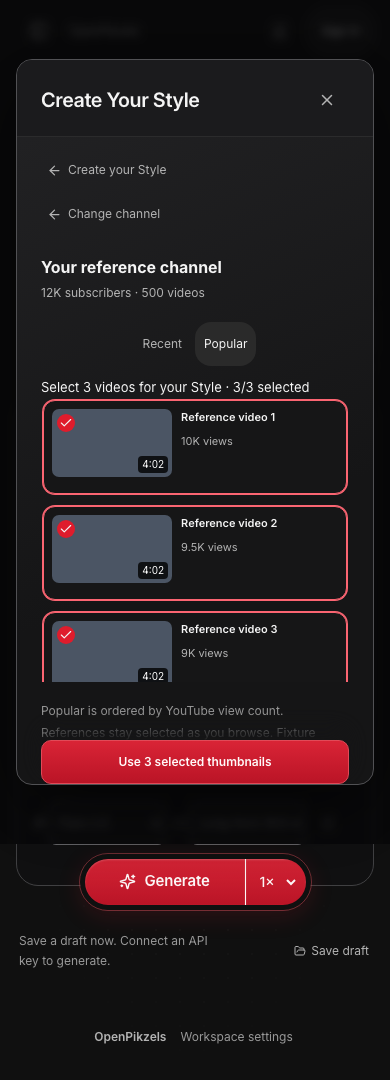 Create Your Style
Create your Style
Change channel
Your reference channel
12K subscribers · 500 videos
Recent
Popular
Select 3 videos for your Style · 3/3 selected
Reference video 1
10K views
4:02
Reference video 2
9.5K views
4:02
Reference video 3
9K views
4:02
Popular is ordered by YouTube view count.
References stay selected as you browse. Fixture
Use 3 selected thumbnails
Generate
1×
Save a draft now. Connect an API
key to generate.
Save draft
OpenPikzels
Workspace settings